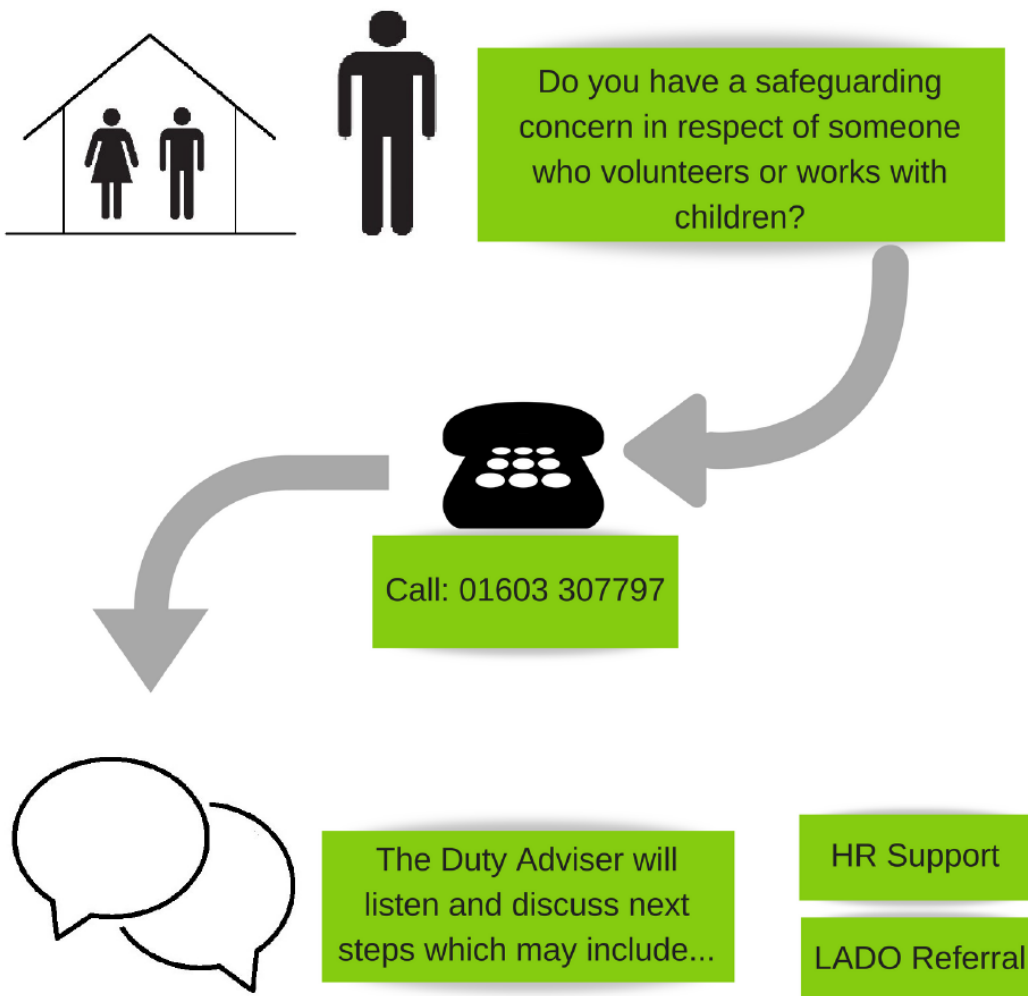 Do you have a safeguarding
concern in respect of someone
who volunteers or works with
children?
Call: 01603 307797
The Duty Adviser will
listen and discuss next
steps which may include...
HR Support
LADO Referral